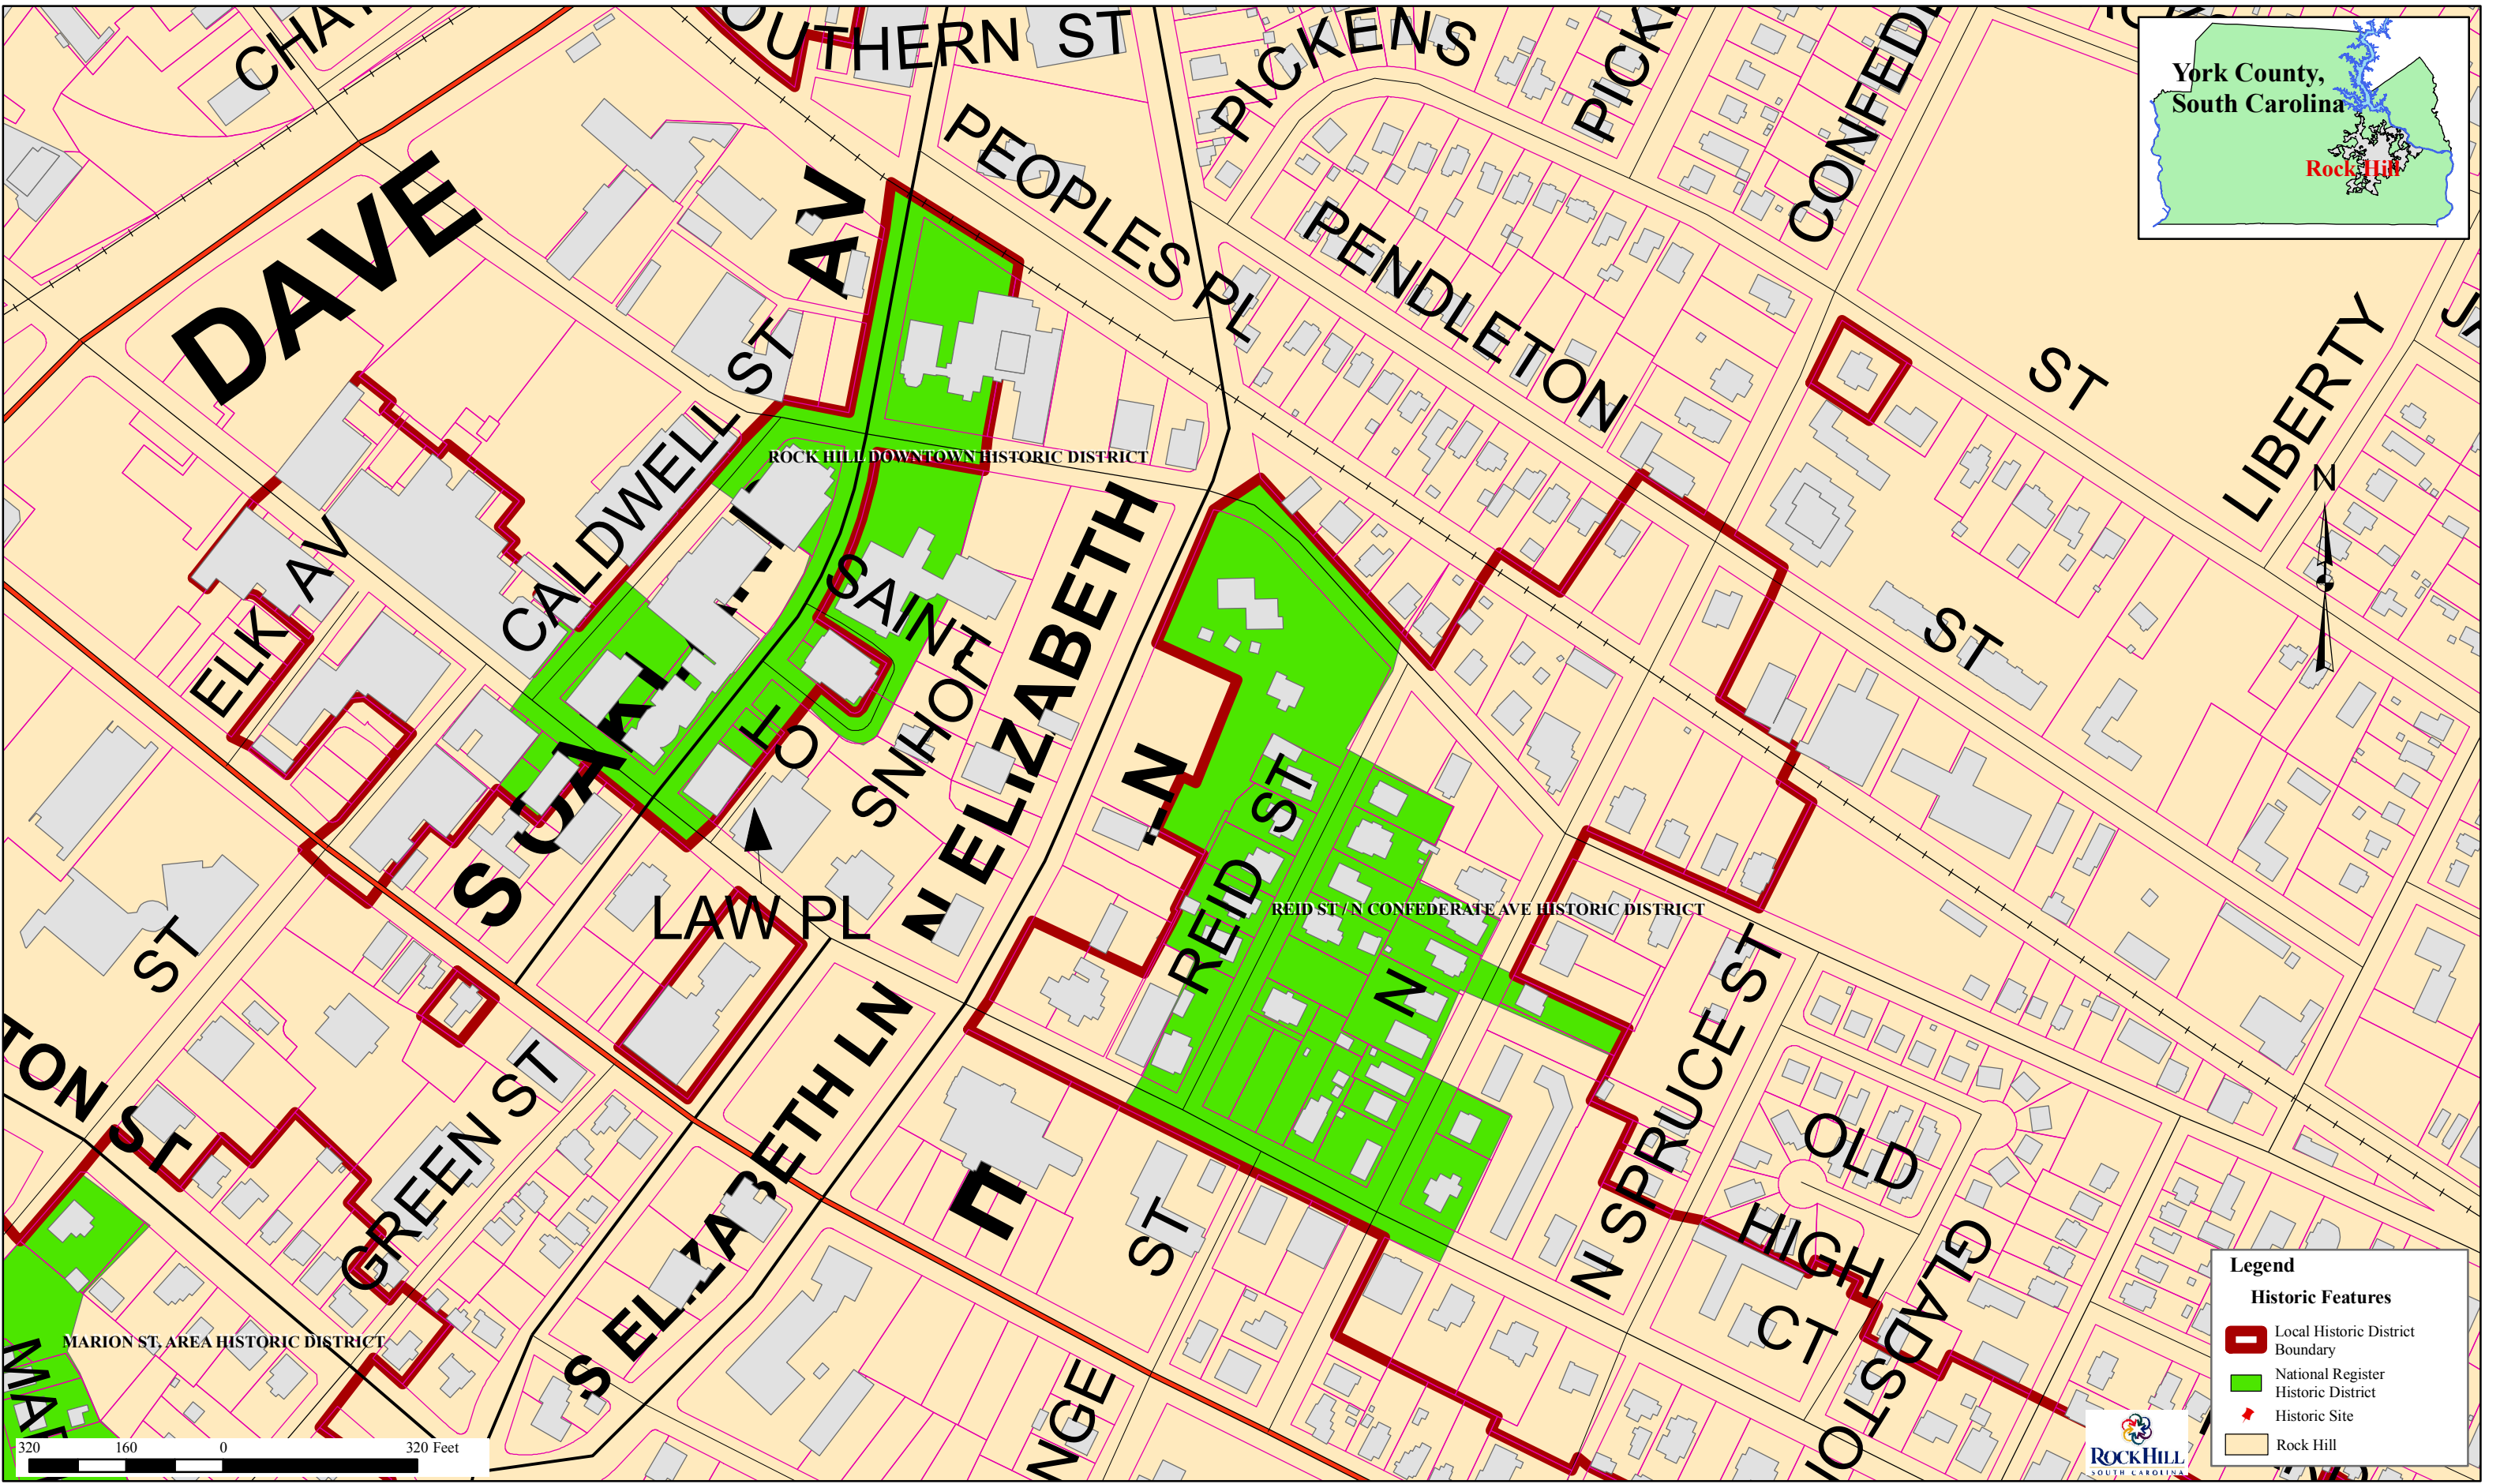 SOUTHERN ST
PICKENS
York County,
South Carolina
Rock Hill
PEOPLES PL
DAVE
AV
PENDLETON
ST
ST
LIBERTY
N
CALDWELL ST
ROCK HILL DOWNTOWN HISTORIC DISTRICT
ELK AV
SAINT
N ELIZABETH LN
ST
LAW PL
REID ST
REID ST / N CONFEDERATE AVE HISTORIC DISTRICT
N
ST
N SPRUCE ST
S ELIZABETH LN
OLD
HIGH
CT
GREEN ST
ST
MARION ST. AREA HISTORIC DISTRICT
320 160 0 320 Feet
Legend
Historic Features
Local Historic District
Boundary
National Register
Historic District
Historic Site
Rock Hill
ROCK HILL
SOUTH CAROLINA